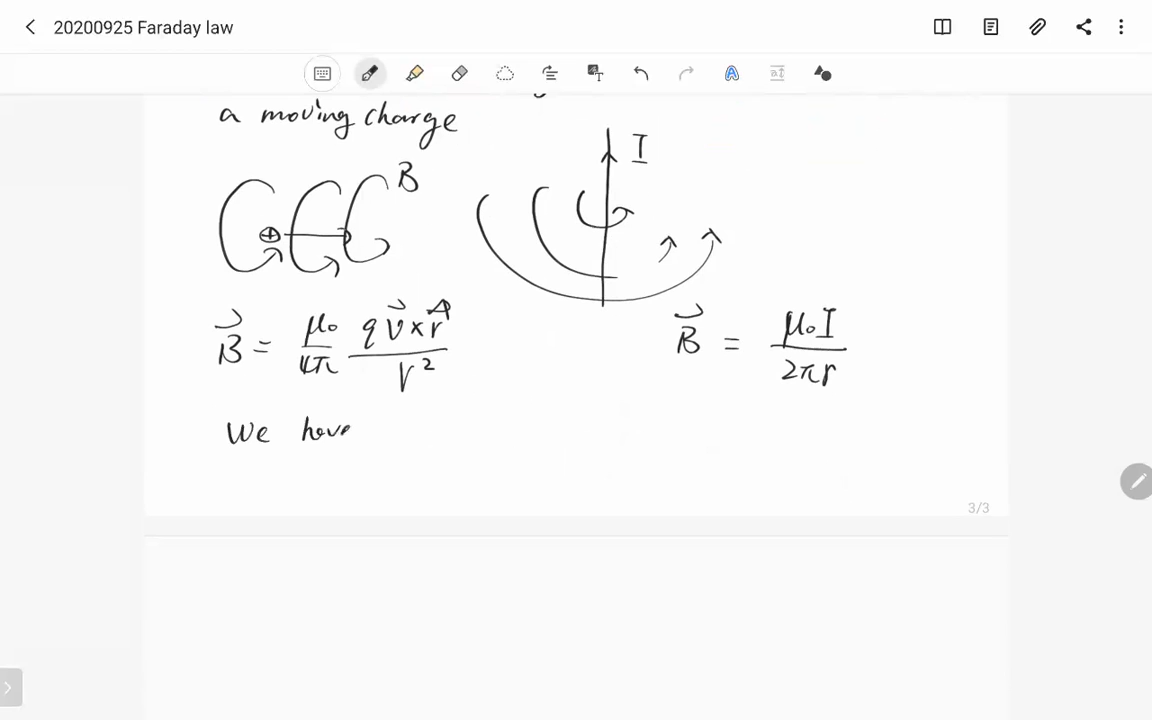 20200925 Faraday law
a moving charge
B
I
B⃗ = μ₀/4π q v⃗ × r̂ / r²
B⃗ = μ₀I / 2πr
We have
3/3